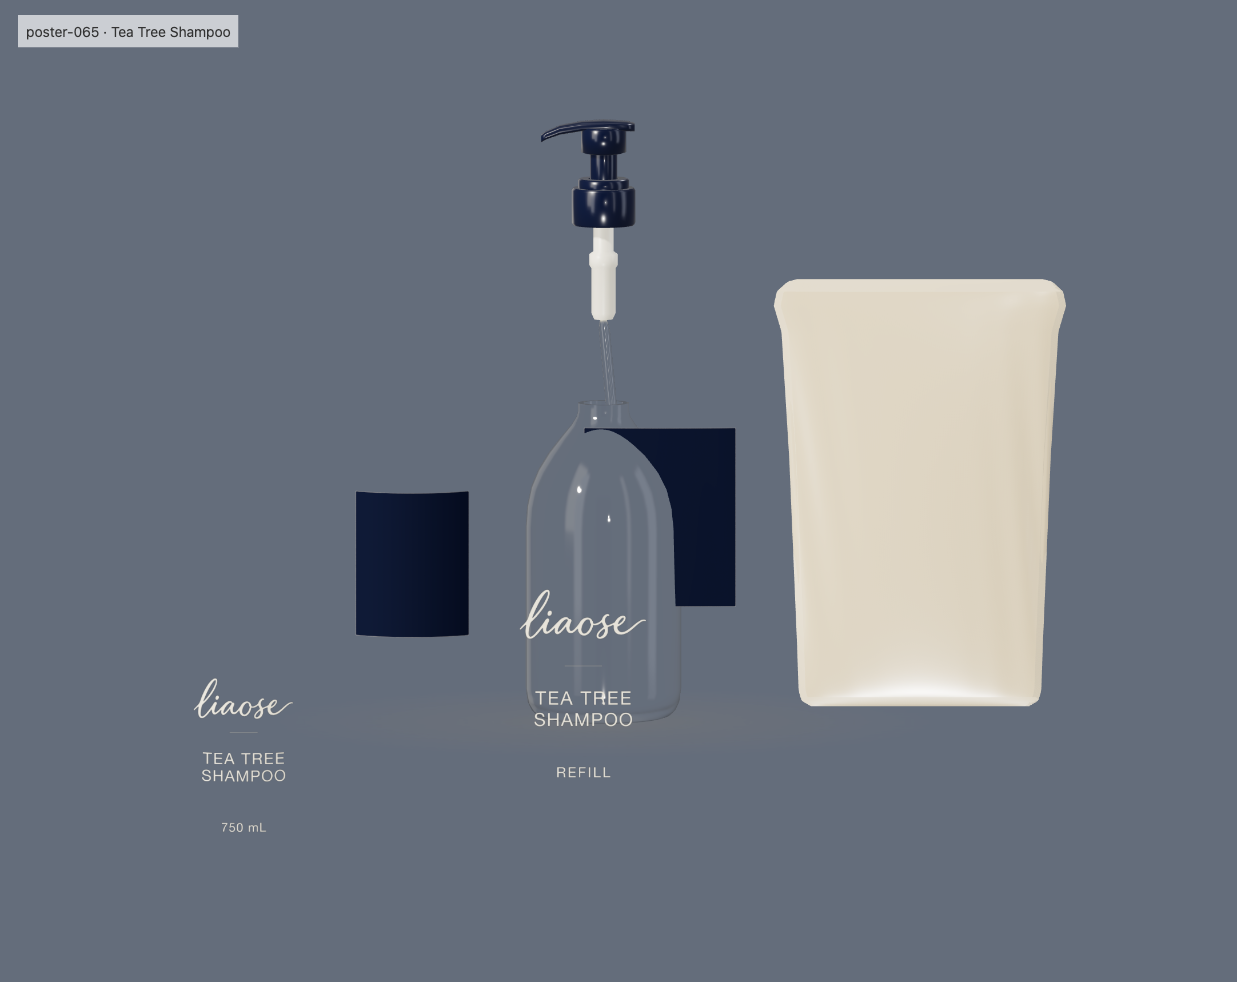 poster-065 · Tea Tree Shampoo
liaose
TEA TREE
SHAMPOO
REFILL
liaose
TEA TREE
SHAMPOO
750 mL